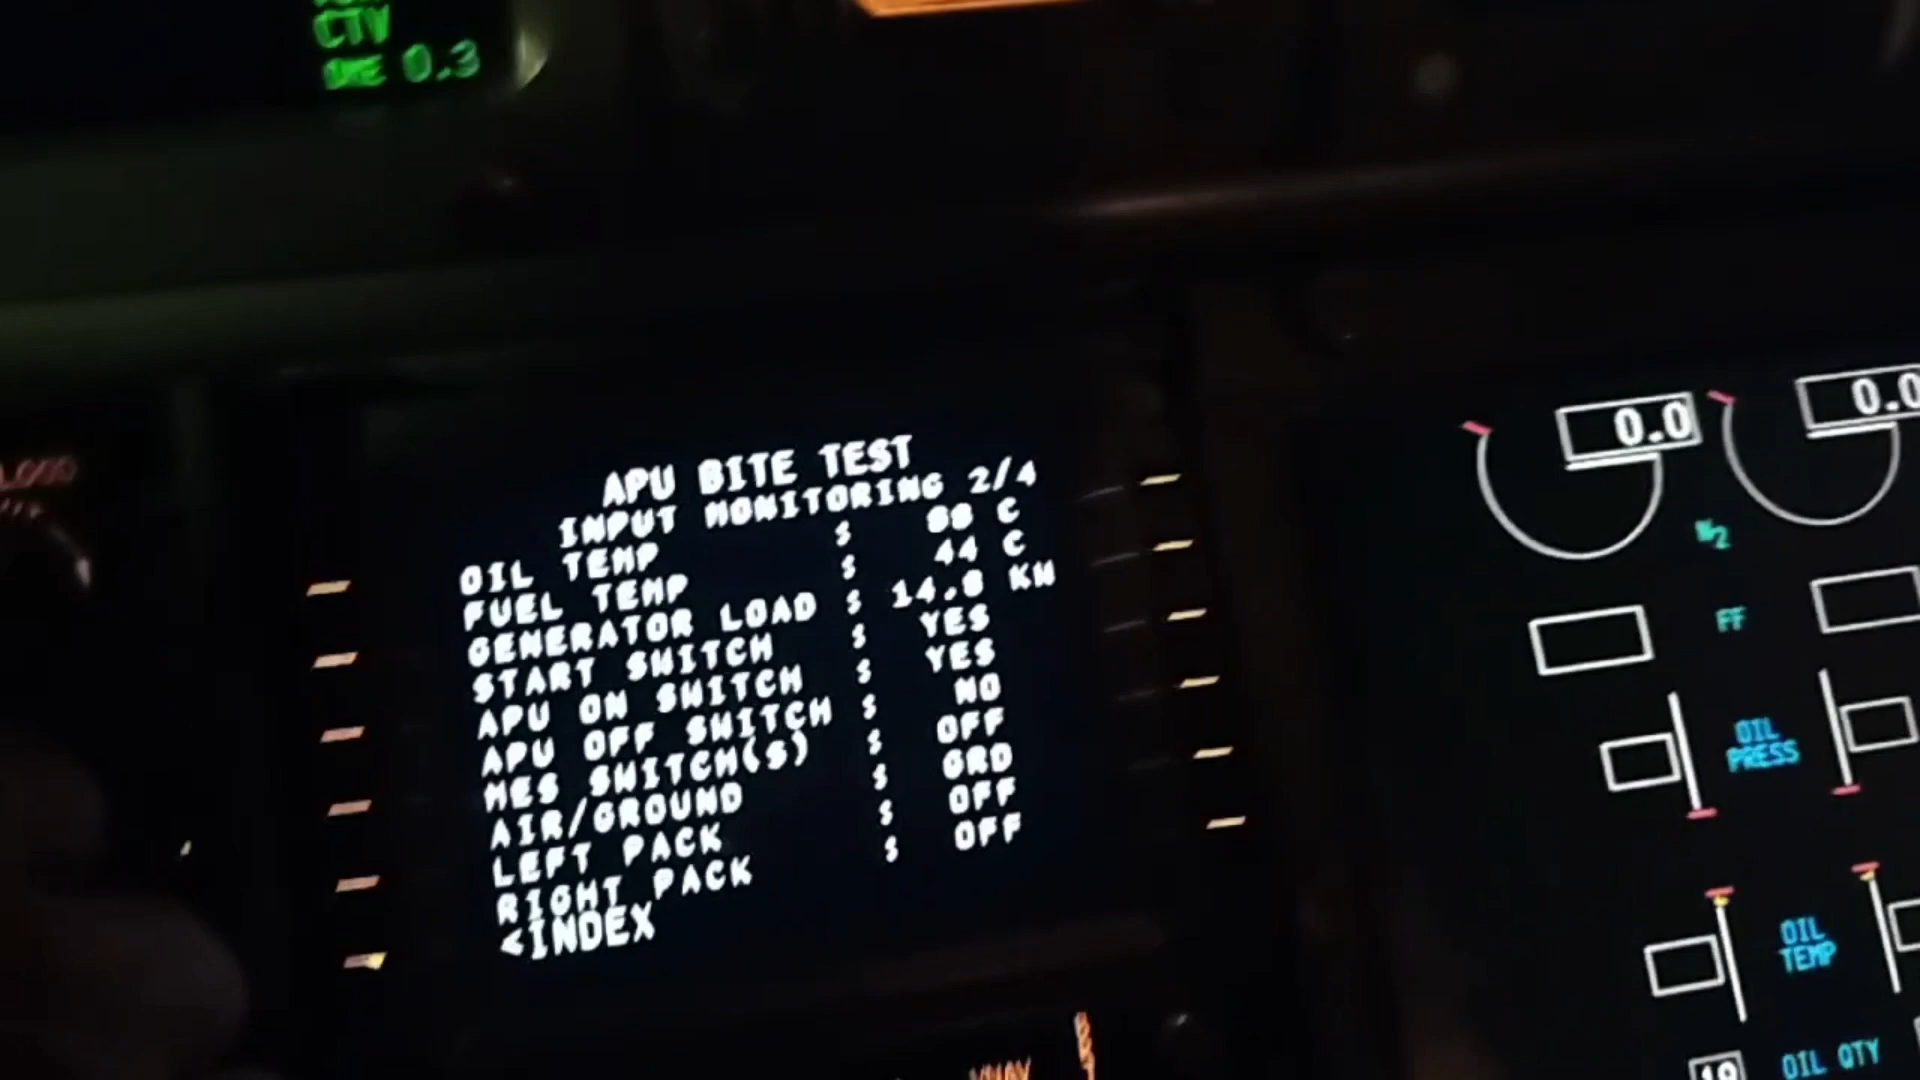 CTV
DME 0.3
APU BITE TEST
INPUT MONITORING 2/4
OIL TEMP : 88 C
FUEL TEMP : 44 C
GENERATOR LOAD : 14.8 KW
START SWITCH : YES
APU ON SWITCH : YES
APU OFF SWITCH : NO
MES SWITCH(S) : OFF
AIR/GROUND : GRD
LEFT PACK : OFF
RIGHT PACK : OFF
<INDEX
0.0 0.0
N2
FF
OIL
PRESS
OIL
TEMP
OIL QTY
VNAV